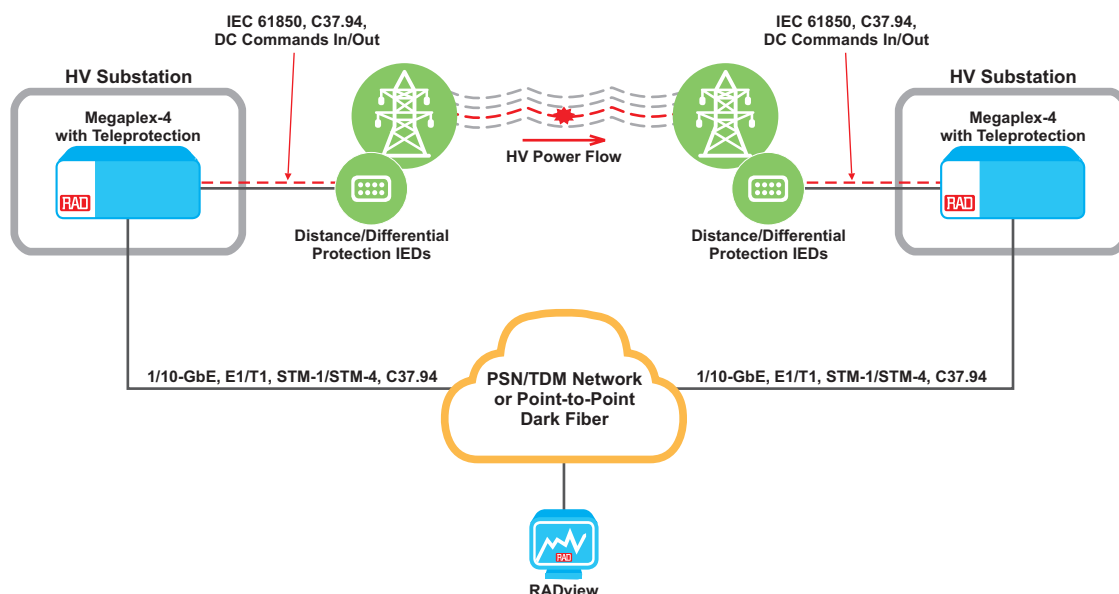 IEC 61850, C37.94,
DC Commands In/Out
IEC 61850, C37.94,
DC Commands In/Out
HV Substation
HV Substation
Megaplex-4
with Teleprotection
Megaplex-4
with Teleprotection
HV Power Flow
RAD
RAD
Distance/Differential
Protection IEDs
Distance/Differential
Protection IEDs
1/10-GbE, E1/T1, STM-1/STM-4, C37.94
PSN/TDM Network
or Point-to-Point
Dark Fiber
1/10-GbE, E1/T1, STM-1/STM-4, C37.94
RAD
RADview